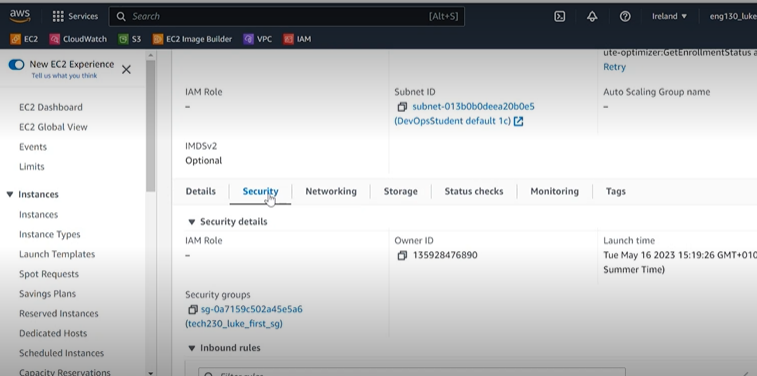 aws
Services
Search
[Alt+S]
Ireland
eng130_luke
EC2
CloudWatch
S3
EC2 Image Builder
VPC
IAM
New EC2 Experience
Tell us what you think
EC2 Dashboard
EC2 Global View
Events
Limits
Instances
Instances
Instance Types
Launch Templates
Spot Requests
Savings Plans
Reserved Instances
Dedicated Hosts
Scheduled Instances
Capacity Reservations
ute-optimizer:GetEnrollmentStatus a
Retry
IAM Role
–
Subnet ID
subnet-013b0b0deea20b0e5
(DevOpsStudent default 1c)
Auto Scaling Group name
–
IMDSv2
Optional
Details
Security
Networking
Storage
Status checks
Monitoring
Tags
Security details
IAM Role
–
Owner ID
135928476890
Launch time
Tue May 16 2023 15:19:26 GMT+010
Summer Time)
Security groups
sg-0a7159c502a45e5a6
(tech230_luke_first_sg)
Inbound rules
Filter rules